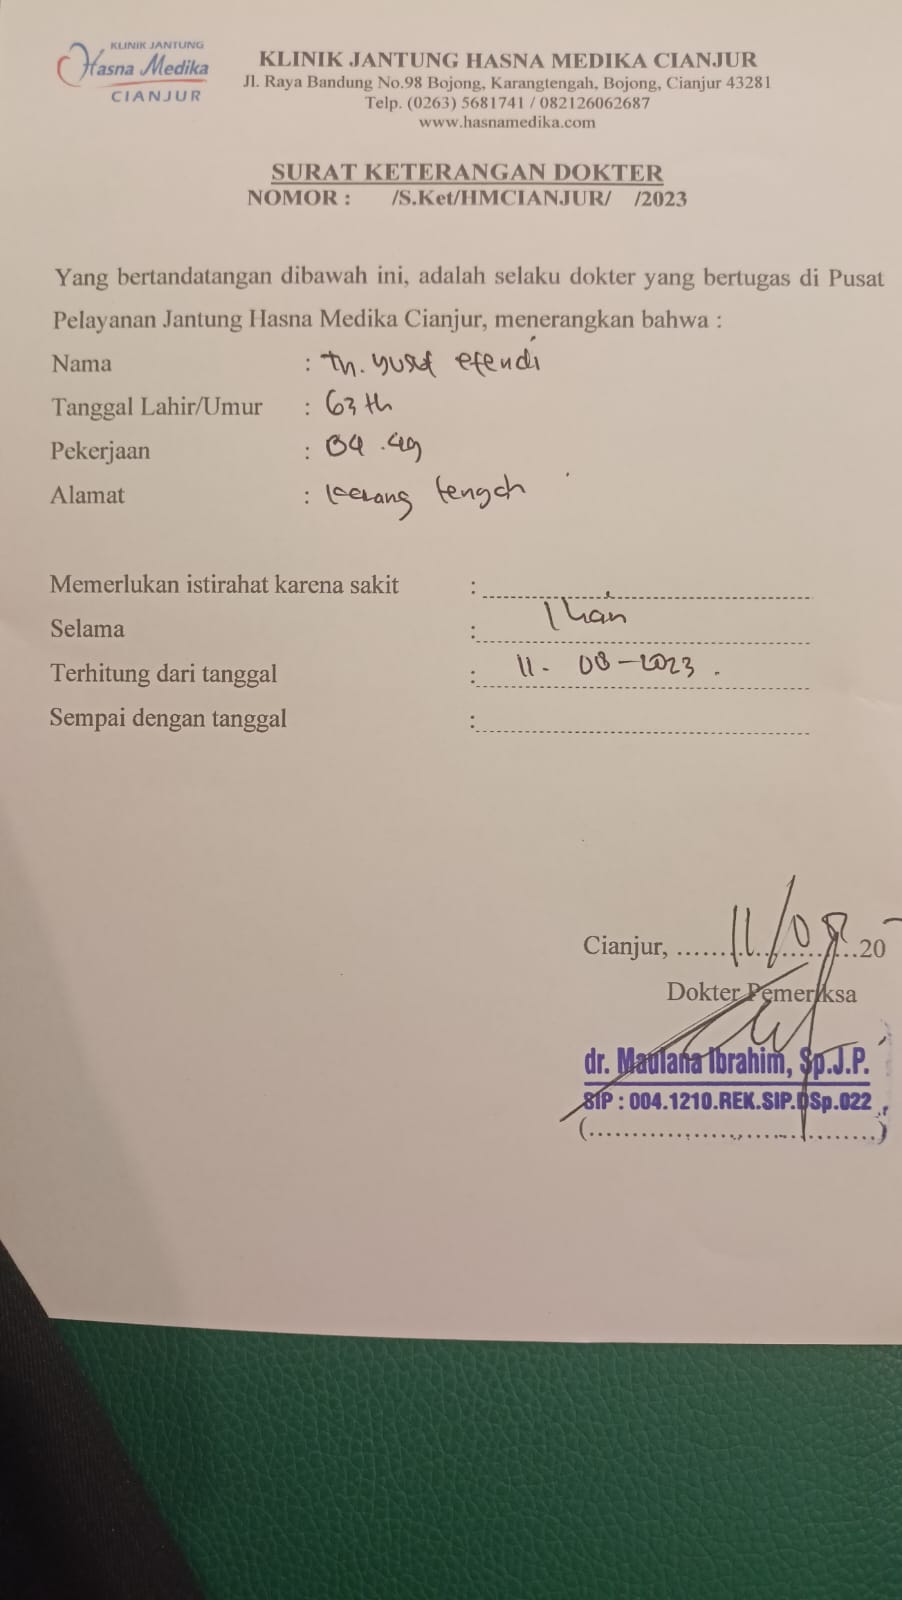 KLINIK JANTUNG
Hasna Medika
CIANJUR
KLINIK JANTUNG HASNA MEDIKA CIANJUR
Jl. Raya Bandung No.98 Bojong, Karangtengah, Bojong, Cianjur 43281
Telp. (0263) 5681741 / 082126062687
www.hasnamedika.com
SURAT KETERANGAN DOKTER
NOMOR : /S.Ket/HMCIANJUR/ /2023
Yang bertandatangan dibawah ini, adalah selaku dokter yang bertugas di Pusat
Pelayanan Jantung Hasna Medika Cianjur, menerangkan bahwa :
Nama : Tn. Yusuf efendi
Tanggal Lahir/Umur : 63 th
Pekerjaan :
Alamat : karang tengah
Memerlukan istirahat karena sakit :
Selama : 1 hari
Terhitung dari tanggal : 11 - 08 - 2023 .
Sempai dengan tanggal :
Cianjur, ...... 11/08 ...20
Dokter Pemeriksa
dr. Maulana Ibrahim, Sp.J.P.
SIP : 004.1210.REK.SIP.DSp.022
(....................................)